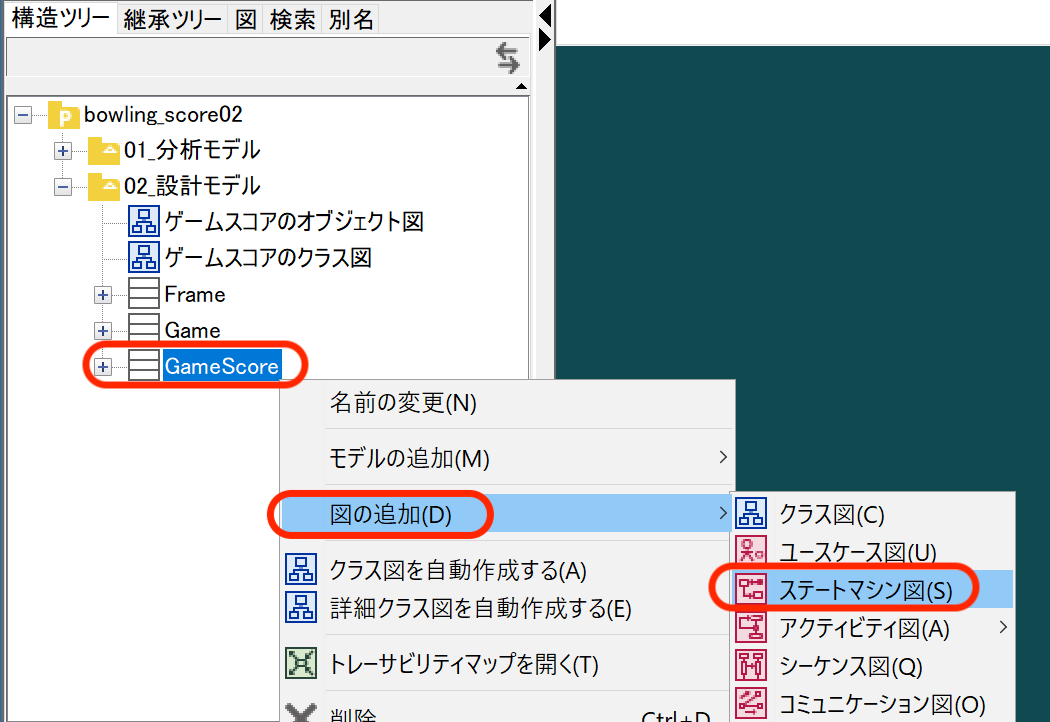 構造ツリー 継承ツリー 図 検索 別名
bowling_score02
01_分析モデル
02_設計モデル
ゲームスコアのオブジェクト図
ゲームスコアのクラス図
Frame
Game
GameScore
名前の変更(N)
モデルの追加(M)
図の追加(D)
クラス図を自動作成する(A)
詳細クラス図を自動作成する(E)
トレーサビリティマップを開く(T)
削除 Ctrl+D
クラス図(C)
ユースケース図(U)
ステートマシン図(S)
アクティビティ図(A)
シーケンス図(Q)
コミュニケーション図(O)